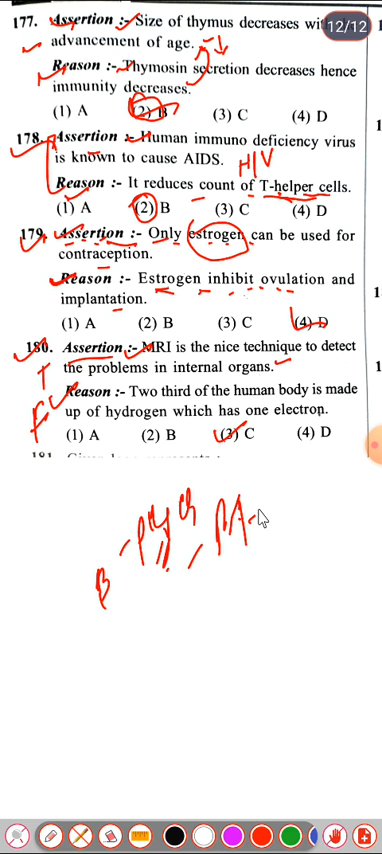 177. Assertion :- Size of thymus decreases with
advancement of age.
12/12
Reason :- Thymosin secretion decreases hence
immunity decreases.
(1) A (2) B (3) C (4) D
178. Assertion :- Human immuno deficiency virus
is known to cause AIDS.
HIV
Reason :- It reduces count of T-helper cells.
(1) A (2) B (3) C (4) D
179. Assertion :- Only estrogen can be used for
contraception.
Reason :- Estrogen inhibit ovulation and
implantation.
(1) A (2) B (3) C (4) D
180. Assertion :- MRI is the nice technique to detect
T the problems in internal organs.
Reason :- Two third of the human body is made
F up of hydrogen which has one electron.
(1) A (2) B (3) C (4) D